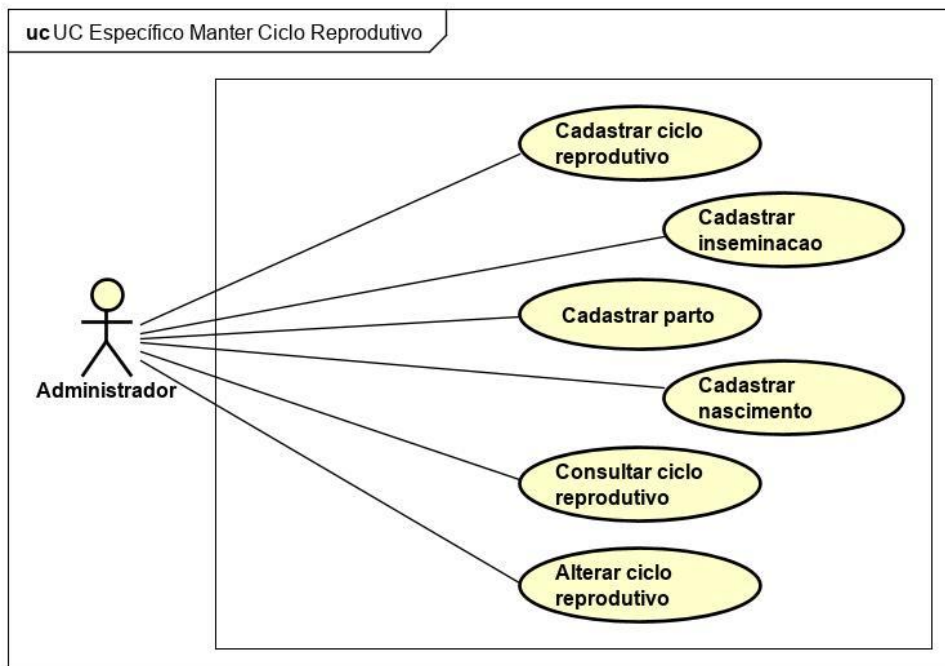 uc UC Específico Manter Ciclo Reprodutivo
Cadastrar ciclo
reprodutivo
Cadastrar
inseminacao
Cadastrar parto
Administrador
Cadastrar
nascimento
Consultar ciclo
reprodutivo
Alterar ciclo
reprodutivo